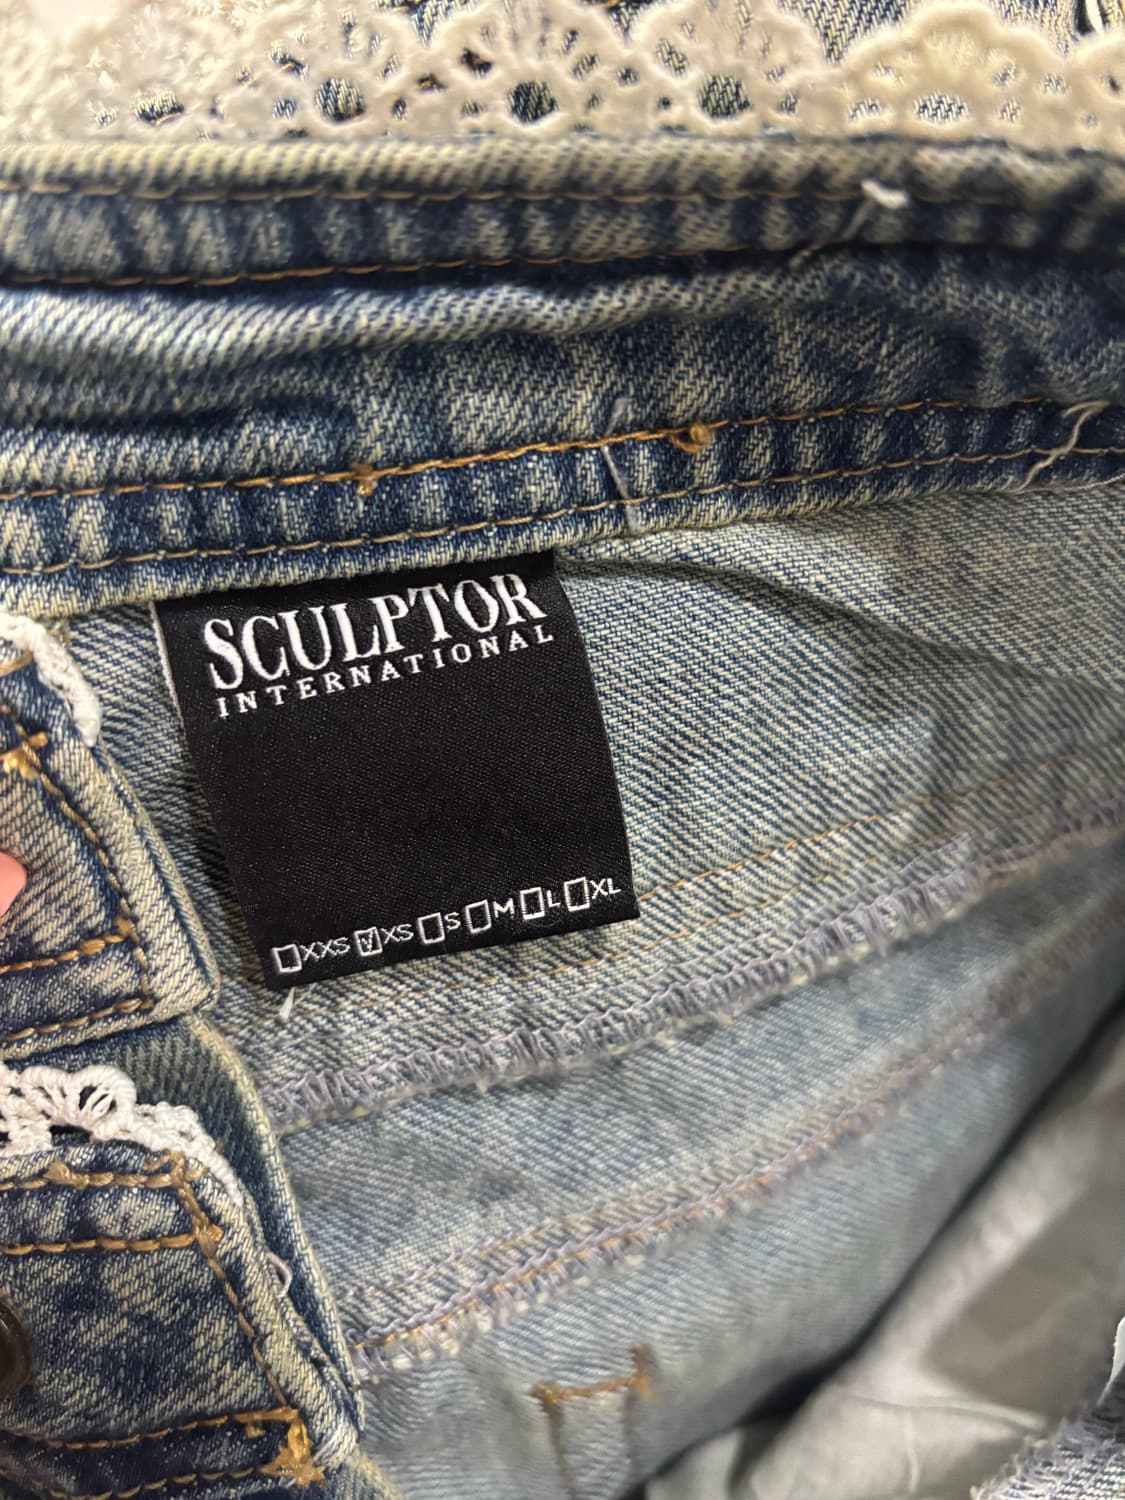 SCULPTOR
INTERNATIONAL
☐XXS ☑XS ☐S ☐M ☐L ☐XL